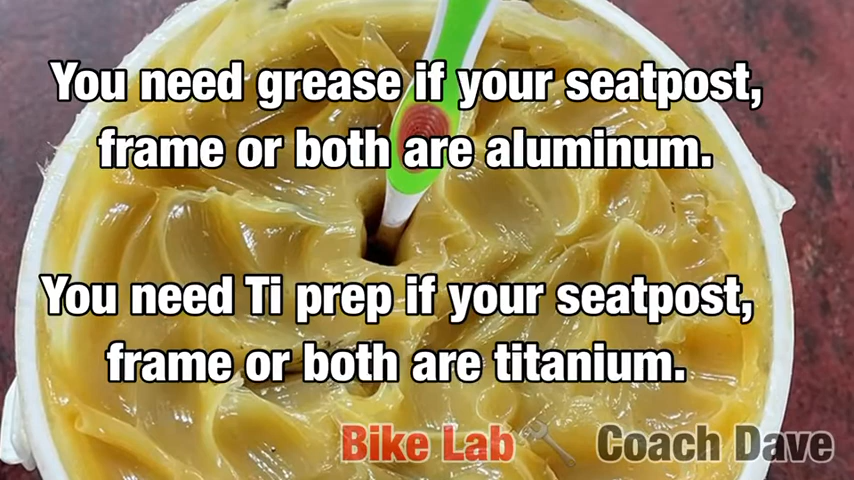 You need grease if your seatpost,
frame or both are aluminum.
You need Ti prep if your seatpost,
frame or both are titanium.
Bike Lab Coach Dave